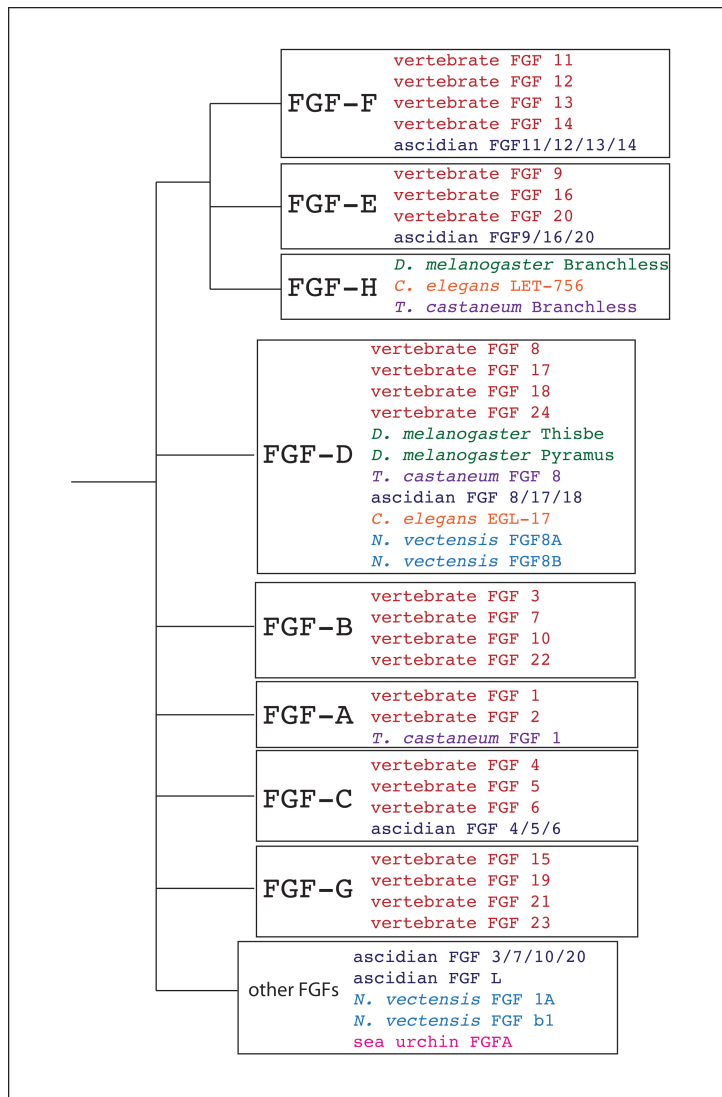 FGF-F
vertebrate FGF 11
vertebrate FGF 12
vertebrate FGF 13
vertebrate FGF 14
ascidian FGF11/12/13/14
FGF-E
vertebrate FGF 9
vertebrate FGF 16
vertebrate FGF 20
ascidian FGF9/16/20
FGF-H
D. melanogaster Branchless
C. elegans LET-756
T. castaneum Branchless
FGF-D
vertebrate FGF 8
vertebrate FGF 17
vertebrate FGF 18
vertebrate FGF 24
D. melanogaster Thisbe
D. melanogaster Pyramus
T. castaneum FGF 8
ascidian FGF 8/17/18
C. elegans EGL-17
N. vectensis FGF8A
N. vectensis FGF8B
FGF-B
vertebrate FGF 3
vertebrate FGF 7
vertebrate FGF 10
vertebrate FGF 22
FGF-A
vertebrate FGF 1
vertebrate FGF 2
T. castaneum FGF 1
FGF-C
vertebrate FGF 4
vertebrate FGF 5
vertebrate FGF 6
ascidian FGF 4/5/6
FGF-G
vertebrate FGF 15
vertebrate FGF 19
vertebrate FGF 21
vertebrate FGF 23
other FGFs
ascidian FGF 3/7/10/20
ascidian FGF L
N. vectensis FGF 1A
N. vectensis FGF b1
sea urchin FGFA